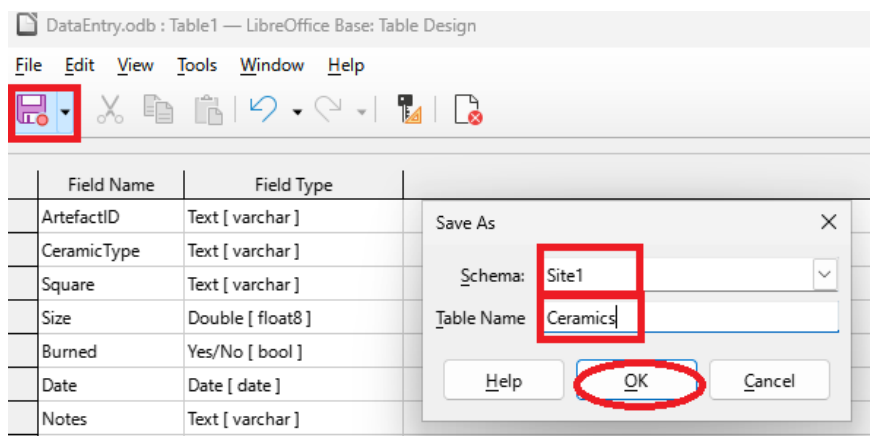 DataEntry.odb : Table1 — LibreOffice Base: Table Design
File Edit View Tools Window Help
Field Name Field Type
ArtefactID Text [ varchar ]
CeramicType Text [ varchar ]
Square Text [ varchar ]
Size Double [ float8 ]
Burned Yes/No [ bool ]
Date Date [ date ]
Notes Text [ varchar ]
Save As
Schema: Site1
Table Name Ceramics
Help OK Cancel